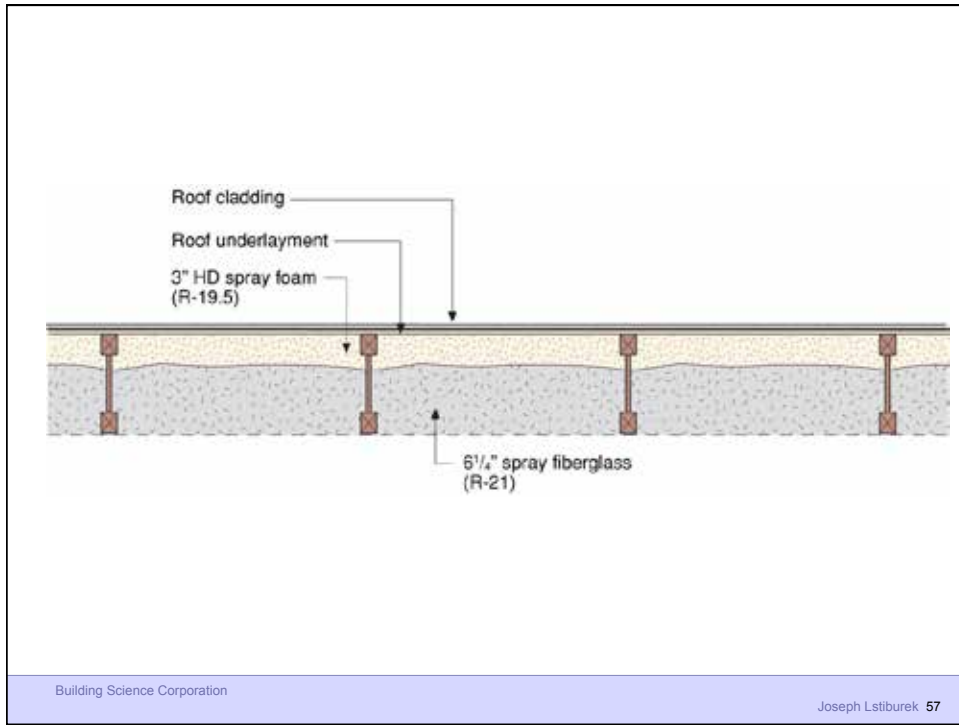 Roof cladding
Roof underlayment
3" HD spray foam
(R-19.5)
6¹/₄" spray fiberglass
(R-21)
Building Science Corporation
Joseph Lstiburek 57